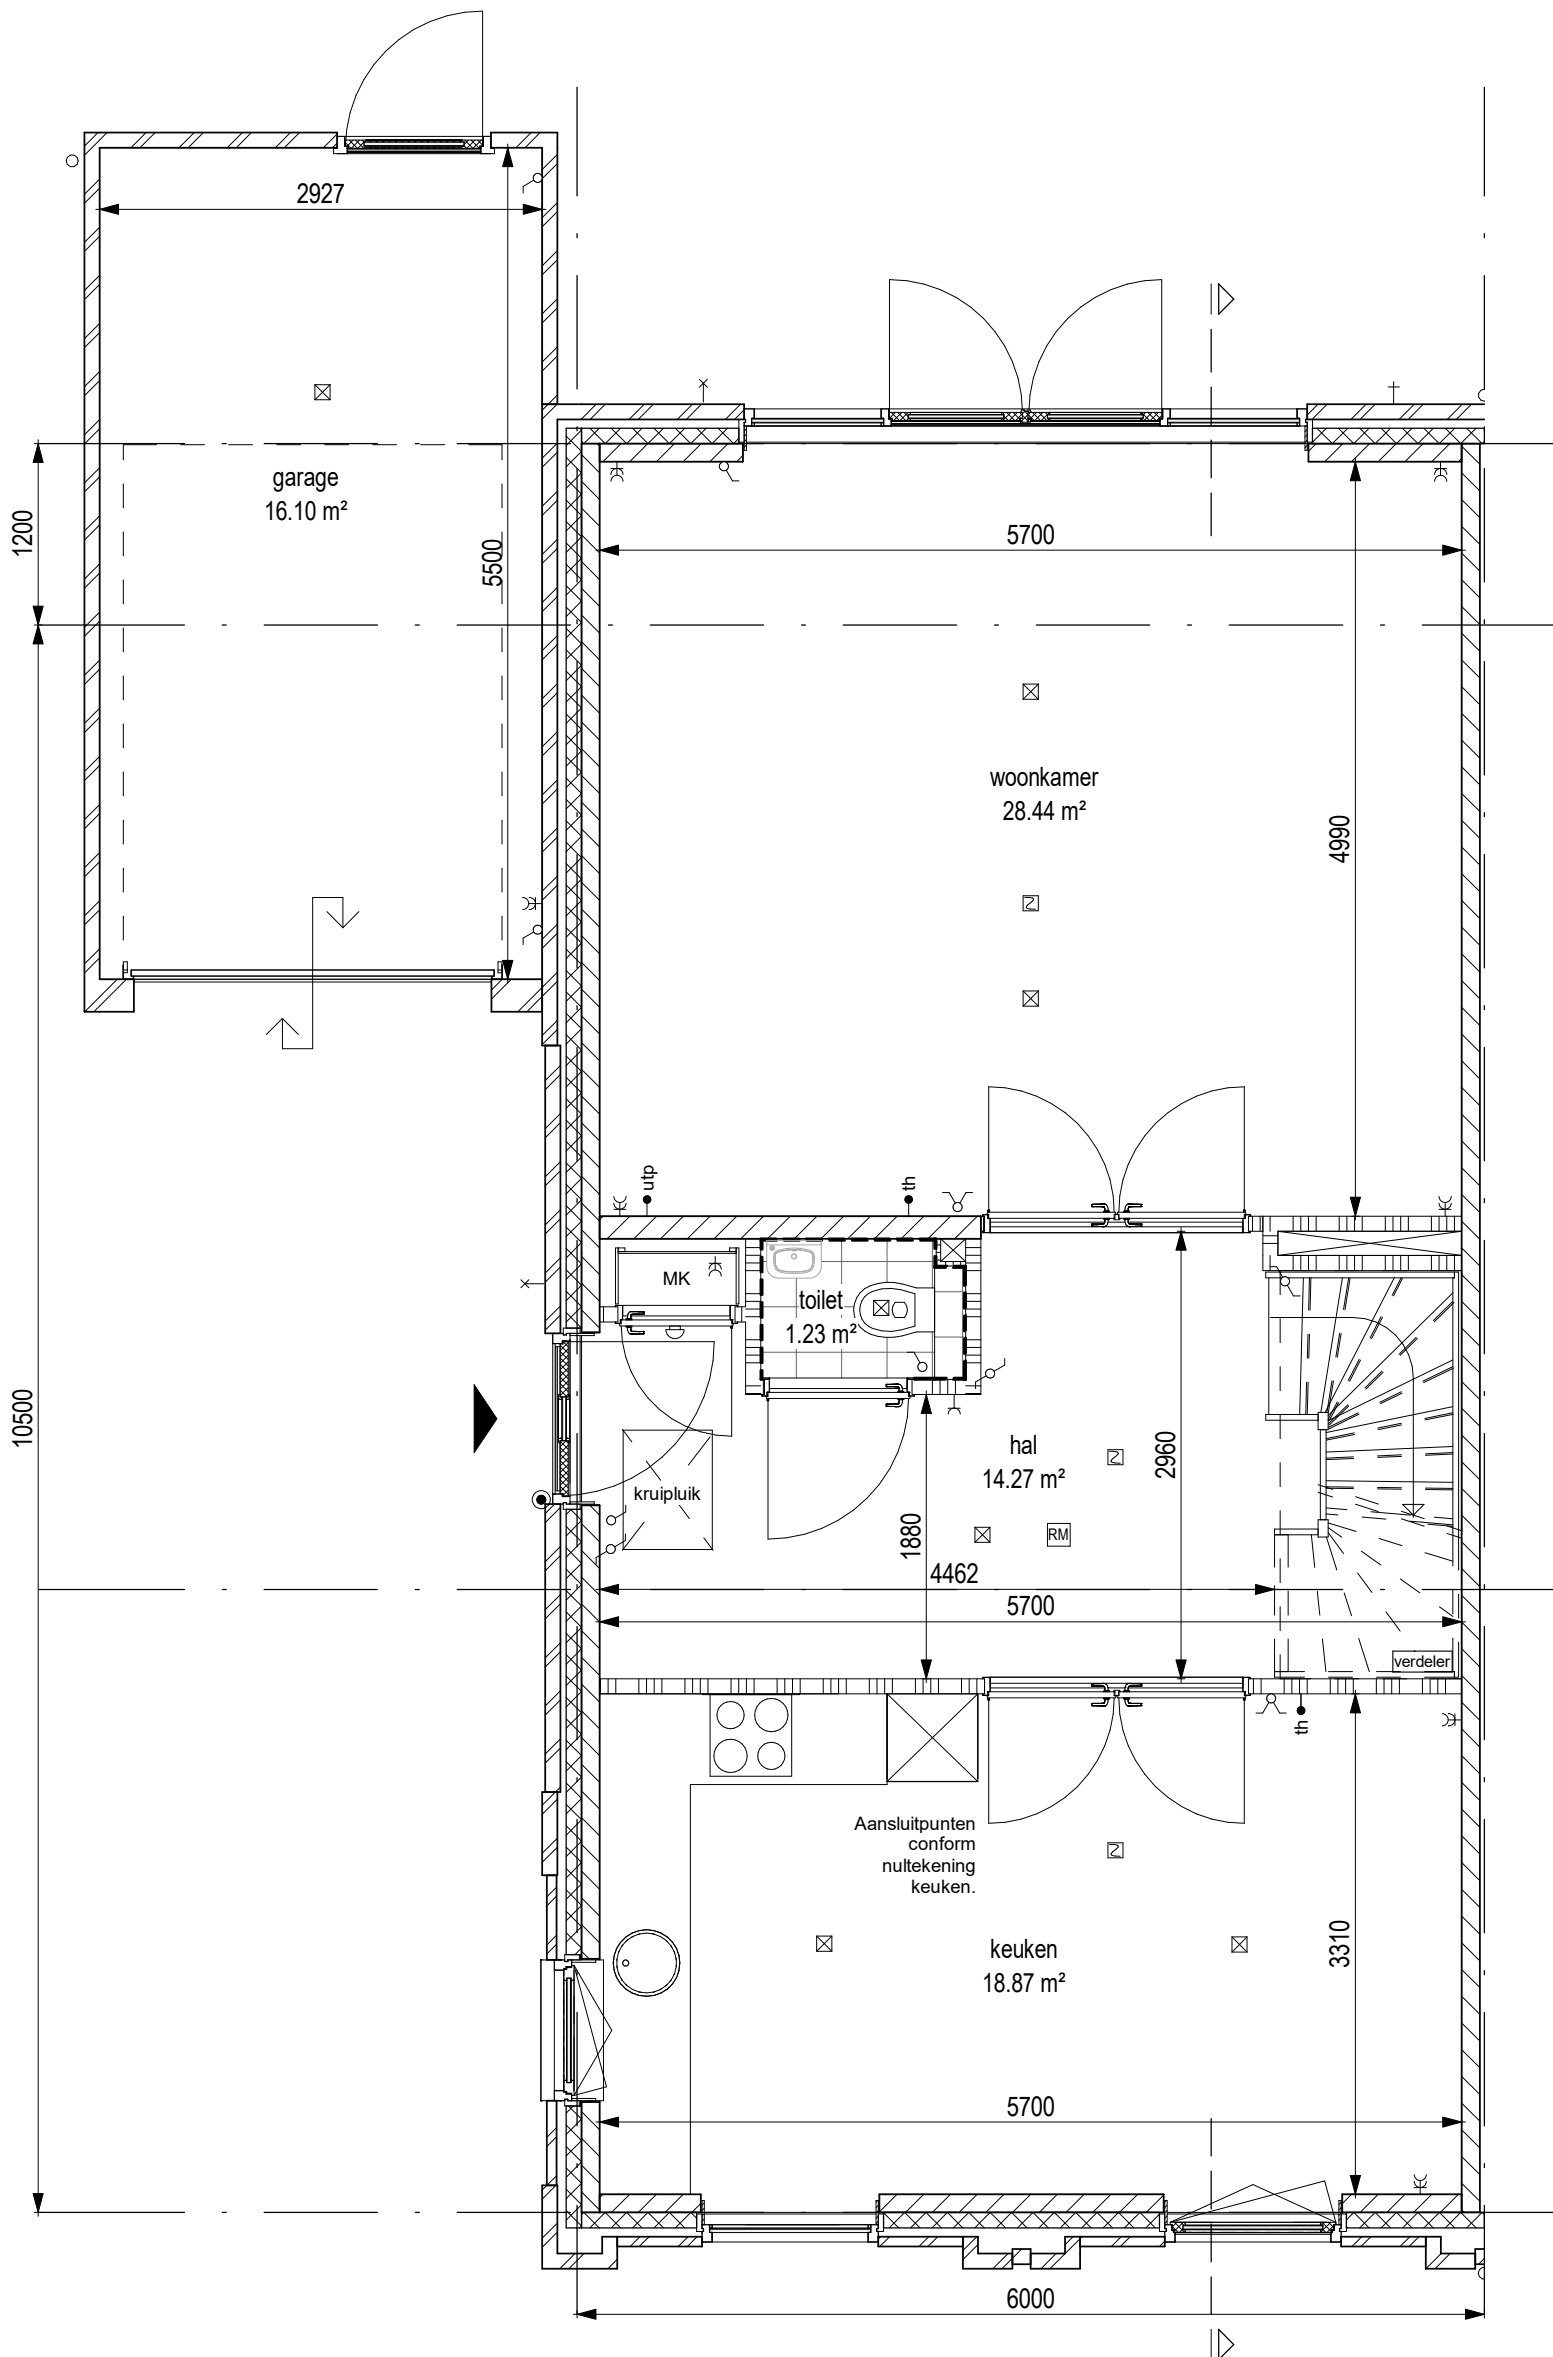 2927
garage
16.10 m²
1200
5500
5700
woonkamer
28.44 m²
4990
utp
th
MK
toilet
1.23 m²
hal
14.27 m²
2960
kruipluik
RM
1880
10500
4462
5700
verdeler
th
Aansluitpunten
conform
nultekening
keuken.
keuken
18.87 m²
3310
5700
6000